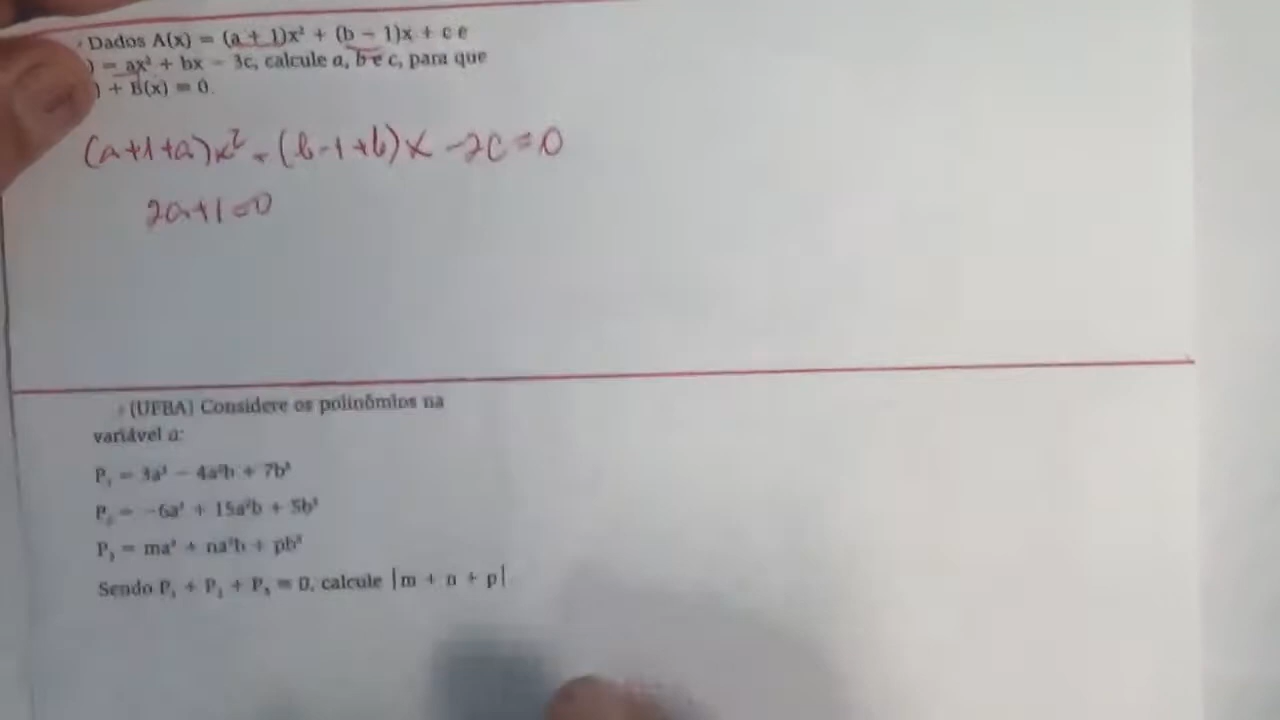 Dados A(x) = (a + 1)x² + (b − 1)x + c e
) = ax² + bx − 3c, calcule a, b e c, para que
) + B(x) = 0.
(a+1+a)x² + (b-1+b)x -2c=0
2a+1=0
(UFBA) Considere os polinômios na
variável a:
P₁ = 3a³ − 4a²b + 7b³
P₂ = −6a³ + 15a²b + 5b³
P₃ = ma³ + na²b + pb³
Sendo P₁ + P₂ + P₃ = 0, calcule |m + n + p|